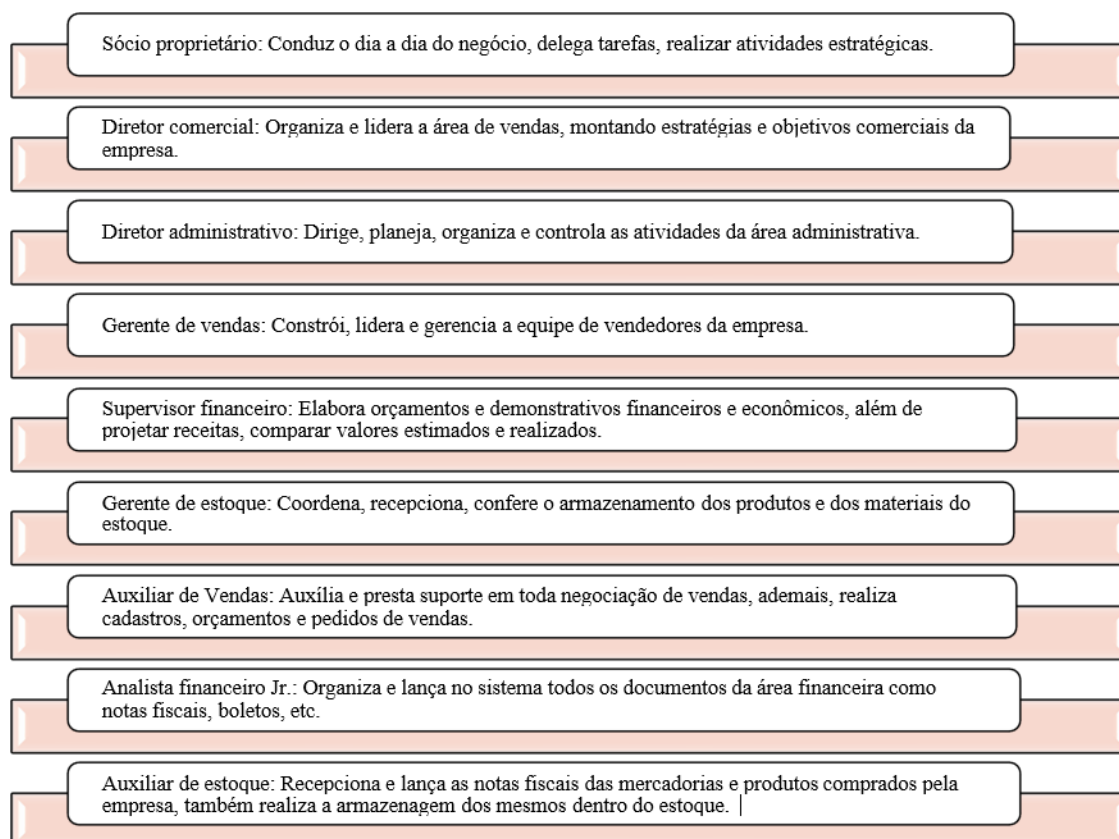 Sócio proprietário: Conduz o dia a dia do negócio, delega tarefas, realizar atividades estratégicas.
Diretor comercial: Organiza e lidera a área de vendas, montando estratégias e objetivos comerciais da
empresa.
Diretor administrativo: Dirige, planeja, organiza e controla as atividades da área administrativa.
Gerente de vendas: Constrói, lidera e gerencia a equipe de vendedores da empresa.
Supervisor financeiro: Elabora orçamentos e demonstrativos financeiros e econômicos, além de
projetar receitas, comparar valores estimados e realizados.
Gerente de estoque: Coordena, recepciona, confere o armazenamento dos produtos e dos materiais do
estoque.
Auxiliar de Vendas: Auxília e presta suporte em toda negociação de vendas, ademais, realiza
cadastros, orçamentos e pedidos de vendas.
Analista financeiro Jr.: Organiza e lança no sistema todos os documentos da área financeira como
notas fiscais, boletos, etc.
Auxiliar de estoque: Recepciona e lança as notas fiscais das mercadorias e produtos comprados pela
empresa, também realiza a armazenagem dos mesmos dentro do estoque.